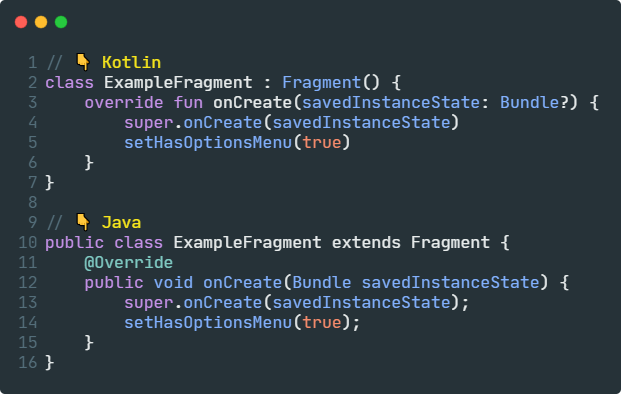 1 // 👇 Kotlin
2 class ExampleFragment : Fragment() {
3     override fun onCreate(savedInstanceState: Bundle?) {
4         super.onCreate(savedInstanceState)
5         setHasOptionsMenu(true)
6     }
7 }
8
9 // 👇 Java
10 public class ExampleFragment extends Fragment {
11     @Override
12     public void onCreate(Bundle savedInstanceState) {
13         super.onCreate(savedInstanceState);
14         setHasOptionsMenu(true);
15     }
16 }